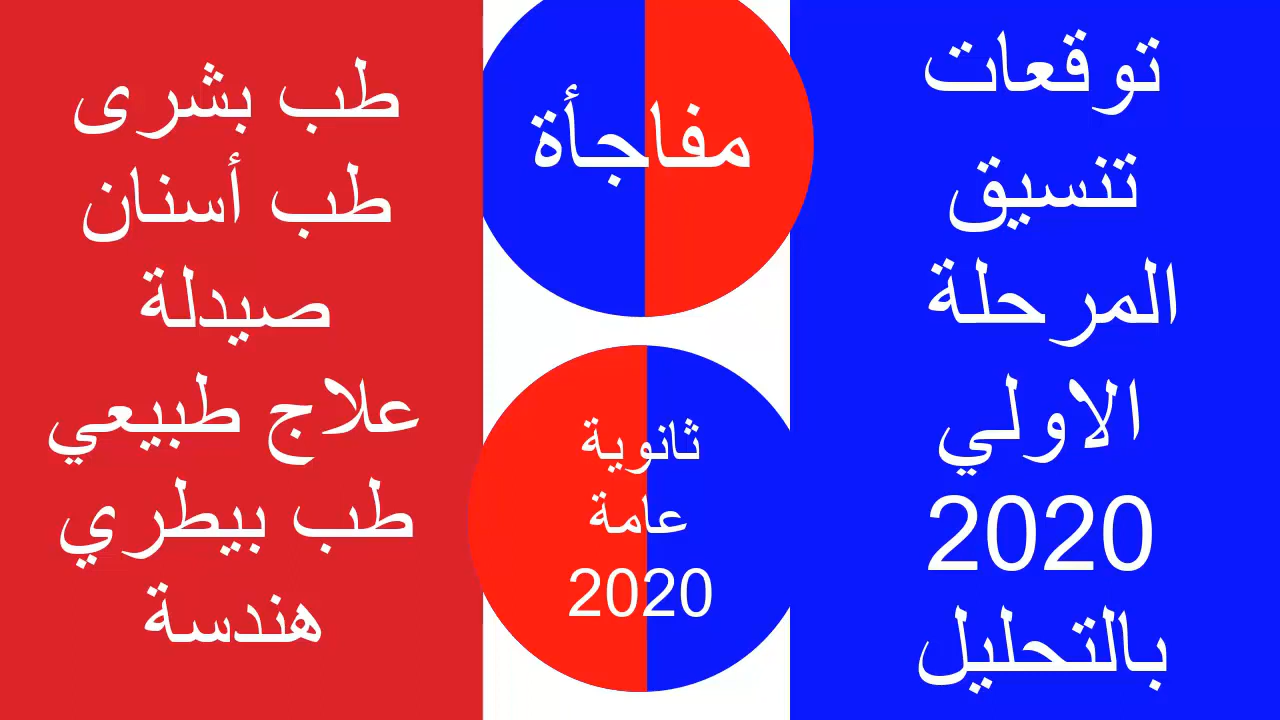 توقعات
تنسيق
المرحلة
الاولي
2020
بالتحليل
مفاجأة
ثانوية
عامة
2020
طب بشرى
طب أسنان
صيدلة
علاج طبيعي
طب بيطري
هندسة